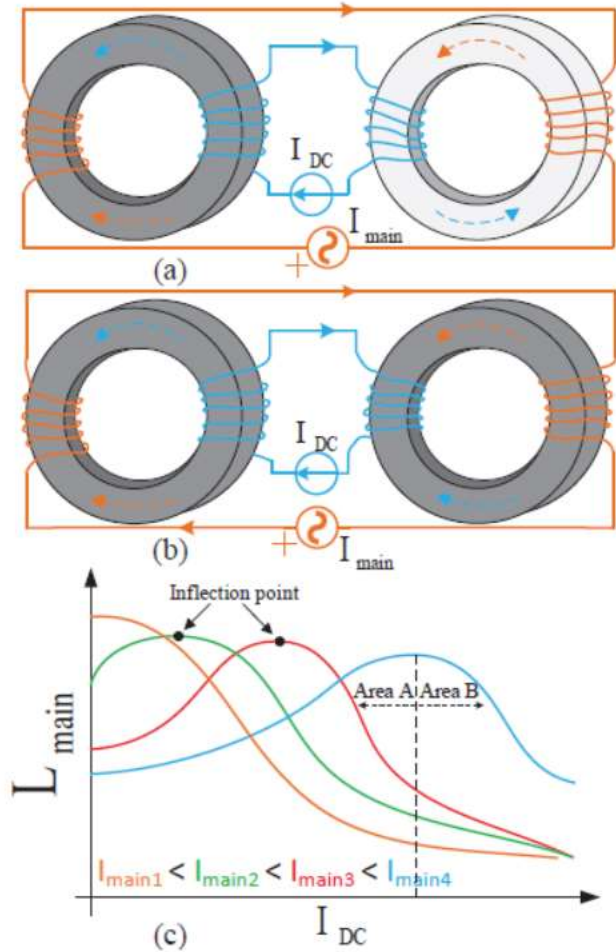 I DC
I main
+
(a)
I DC
+
I main
(b)
Inflection point
Area A Area B
L main
I main1 < I main2 < I main3 < I main4
(c)
I DC